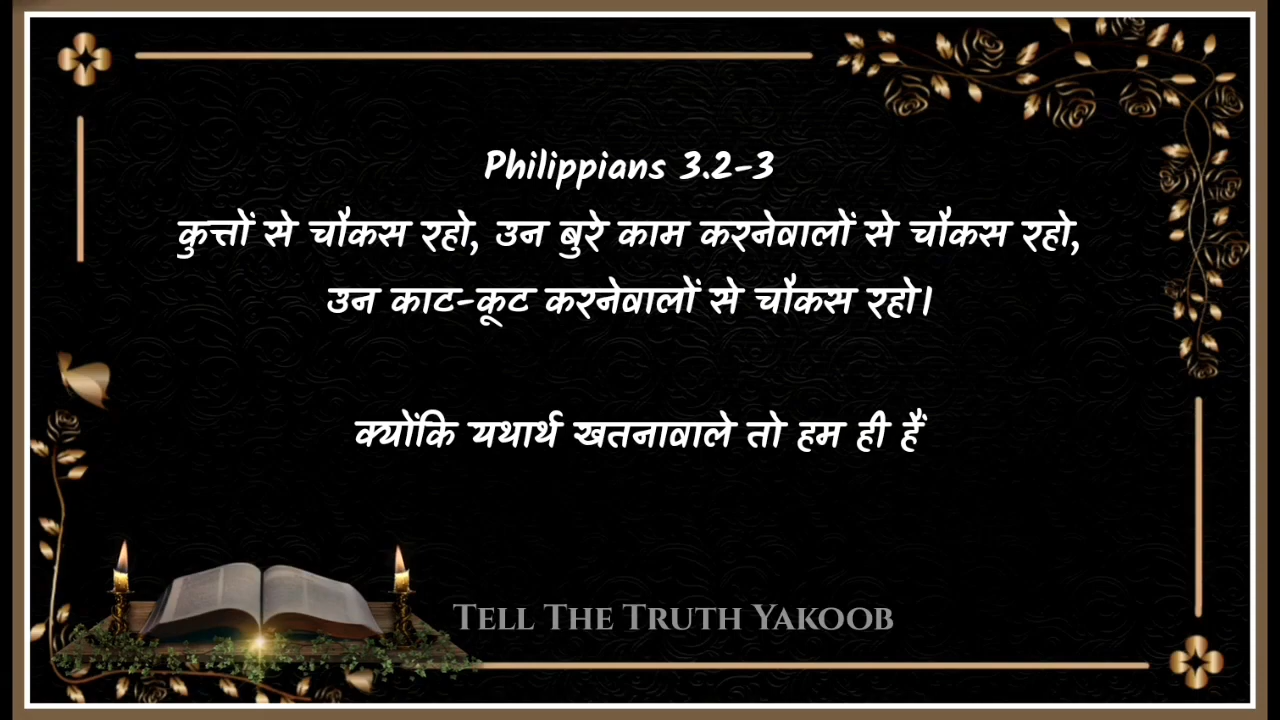 Philippians 3.2-3
कुत्तों से चौकस रहो, उन बुरे काम करनेवालों से चौकस रहो,
उन काट-कूट करनेवालों से चौकस रहो।
क्योंकि यथार्थ खतनावाले तो हम ही हैं
TELL THE TRUTH YAKOOB